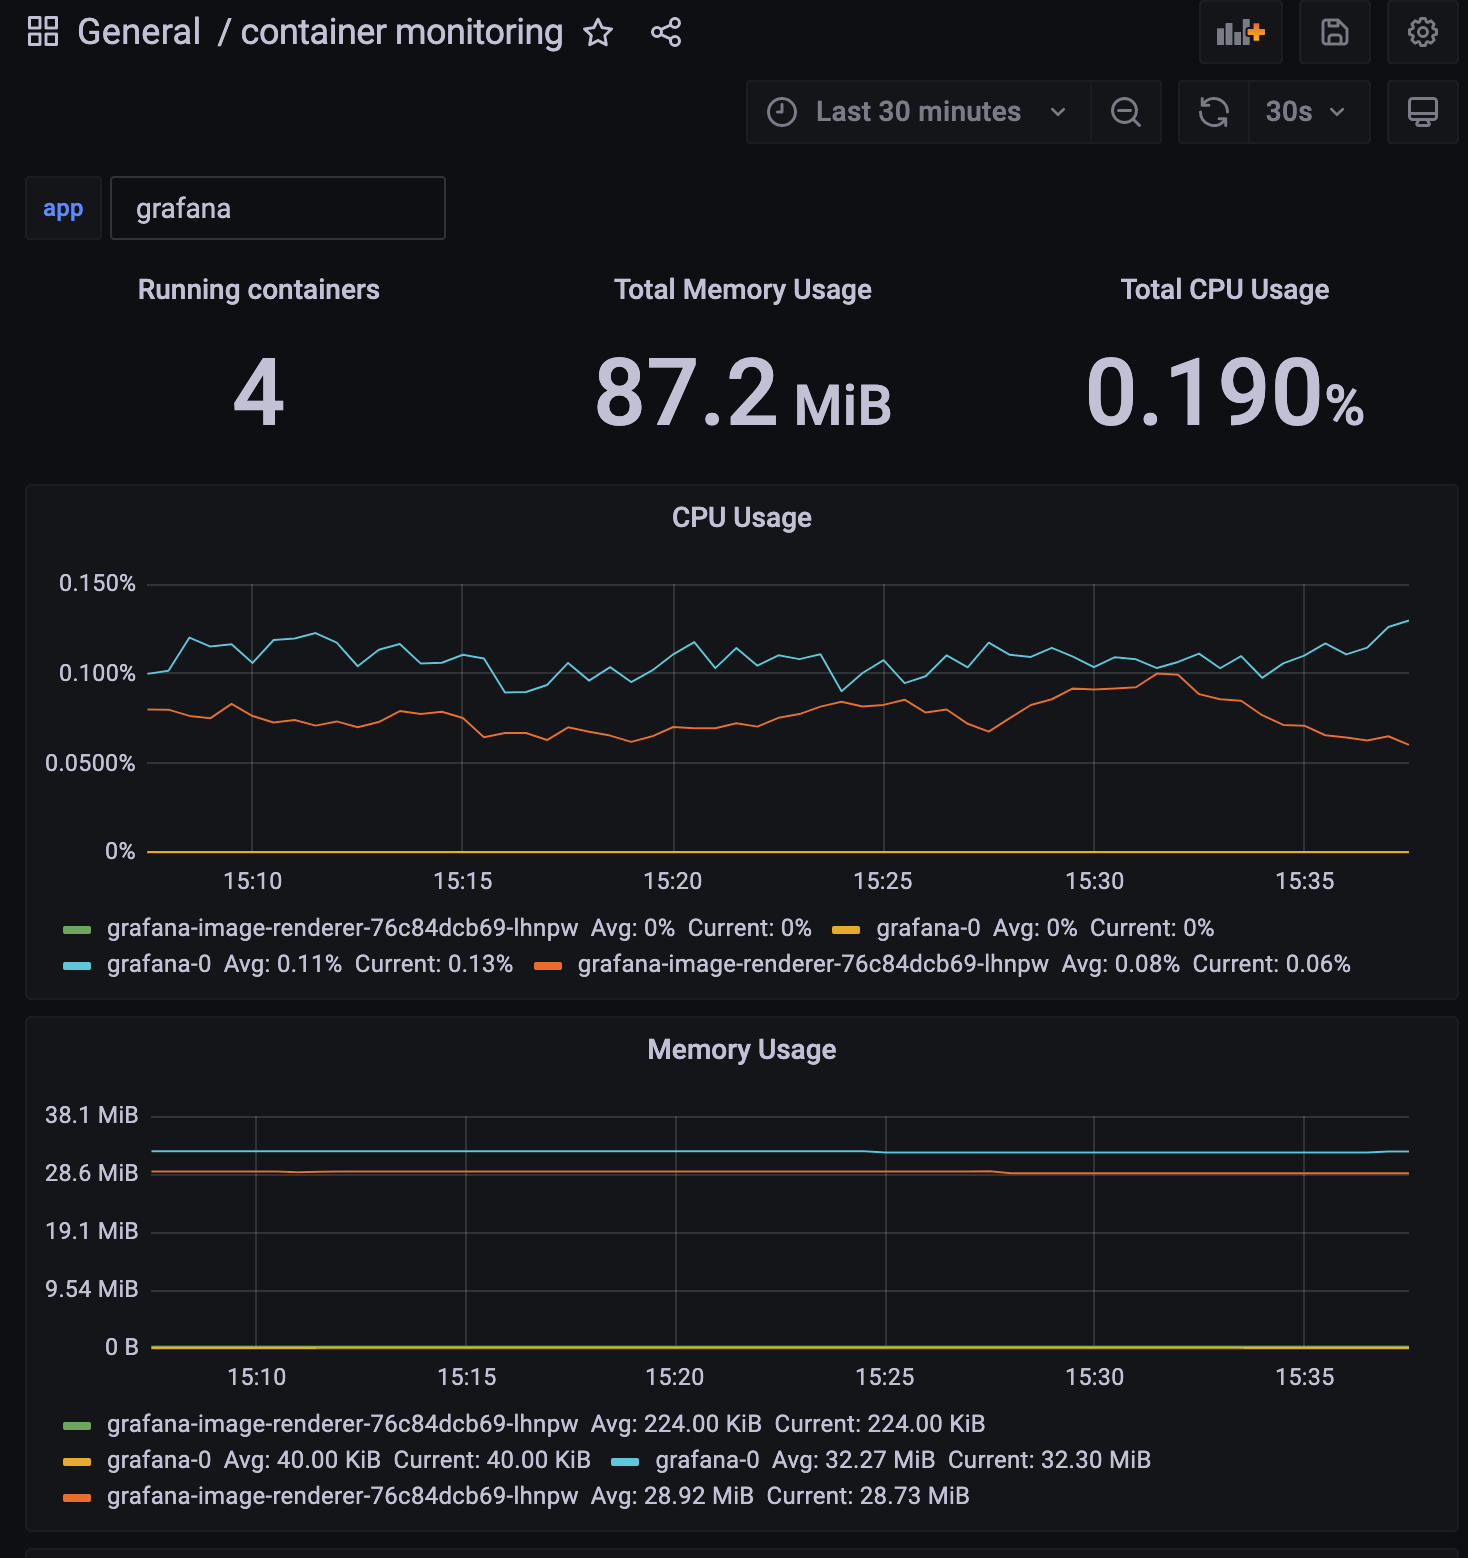 General / container monitoring
Last 30 minutes 30s
app grafana
Running containers Total Memory Usage Total CPU Usage
4 87.2 MiB 0.190%
CPU Usage
0.150%
0.100%
0.0500%
0%
15:10 15:15 15:20 15:25 15:30 15:35
grafana-image-renderer-76c84dcb69-lhnpw Avg: 0% Current: 0% grafana-0 Avg: 0% Current: 0%
grafana-0 Avg: 0.11% Current: 0.13% grafana-image-renderer-76c84dcb69-lhnpw Avg: 0.08% Current: 0.06%
Memory Usage
38.1 MiB
28.6 MiB
19.1 MiB
9.54 MiB
0 B
15:10 15:15 15:20 15:25 15:30 15:35
grafana-image-renderer-76c84dcb69-lhnpw Avg: 224.00 KiB Current: 224.00 KiB
grafana-0 Avg: 40.00 KiB Current: 40.00 KiB grafana-0 Avg: 32.27 MiB Current: 32.30 MiB
grafana-image-renderer-76c84dcb69-lhnpw Avg: 28.92 MiB Current: 28.73 MiB